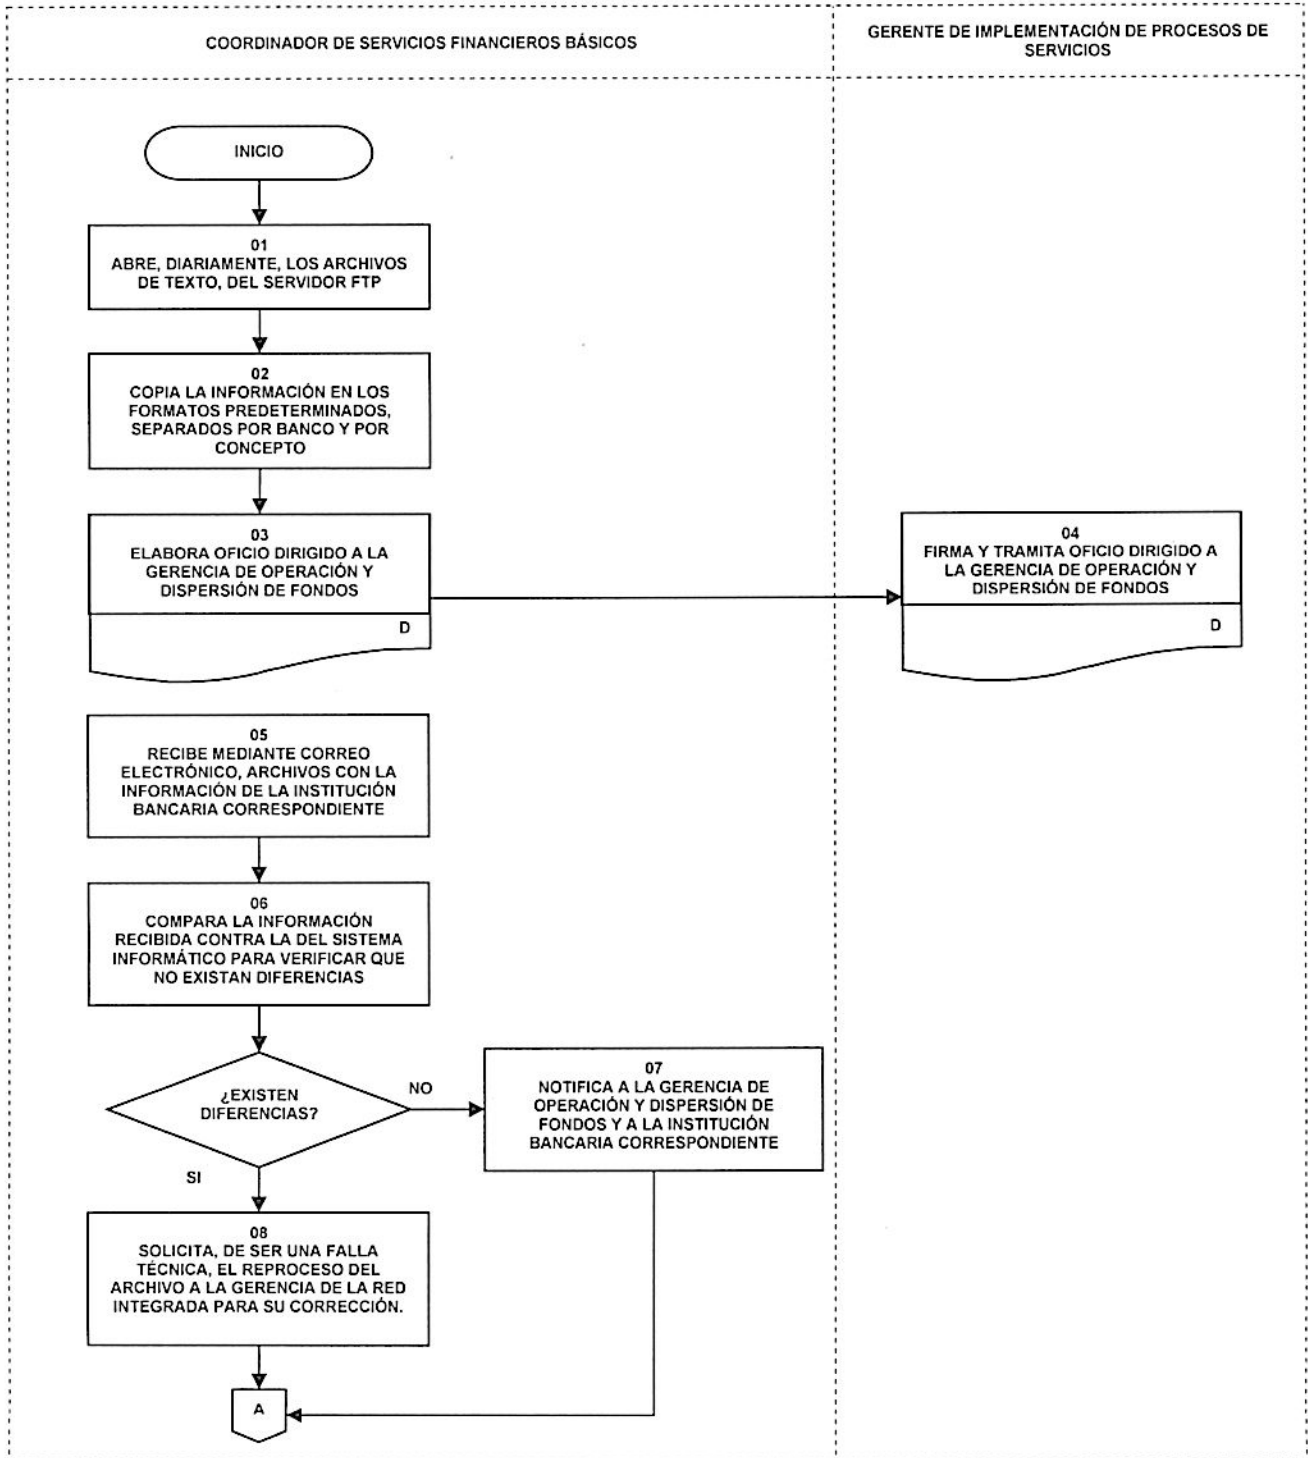 COORDINADOR DE SERVICIOS FINANCIEROS BÁSICOS
GERENTE DE IMPLEMENTACIÓN DE PROCESOS DE
SERVICIOS
INICIO
01
ABRE, DIARIAMENTE, LOS ARCHIVOS
DE TEXTO, DEL SERVIDOR FTP
02
COPIA LA INFORMACIÓN EN LOS
FORMATOS PREDETERMINADOS,
SEPARADOS POR BANCO Y POR
CONCEPTO
03
ELABORA OFICIO DIRIGIDO A LA
GERENCIA DE OPERACIÓN Y
DISPERSIÓN DE FONDOS
D
04
FIRMA Y TRAMITA OFICIO DIRIGIDO A
LA GERENCIA DE OPERACIÓN Y
DISPERSIÓN DE FONDOS
D
05
RECIBE MEDIANTE CORREO
ELECTRÓNICO, ARCHIVOS CON LA
INFORMACIÓN DE LA INSTITUCIÓN
BANCARIA CORRESPONDIENTE
06
COMPARA LA INFORMACIÓN
RECIBIDA CONTRA LA DEL SISTEMA
INFORMÁTICO PARA VERIFICAR QUE
NO EXISTAN DIFERENCIAS
¿EXISTEN
DIFERENCIAS?
NO
07
NOTIFICA A LA GERENCIA DE
OPERACIÓN Y DISPERSIÓN DE
FONDOS Y A LA INSTITUCIÓN
BANCARIA CORRESPONDIENTE
SI
08
SOLICITA, DE SER UNA FALLA
TÉCNICA, EL REPROCESO DEL
ARCHIVO A LA GERENCIA DE LA RED
INTEGRADA PARA SU CORRECCIÓN.
A